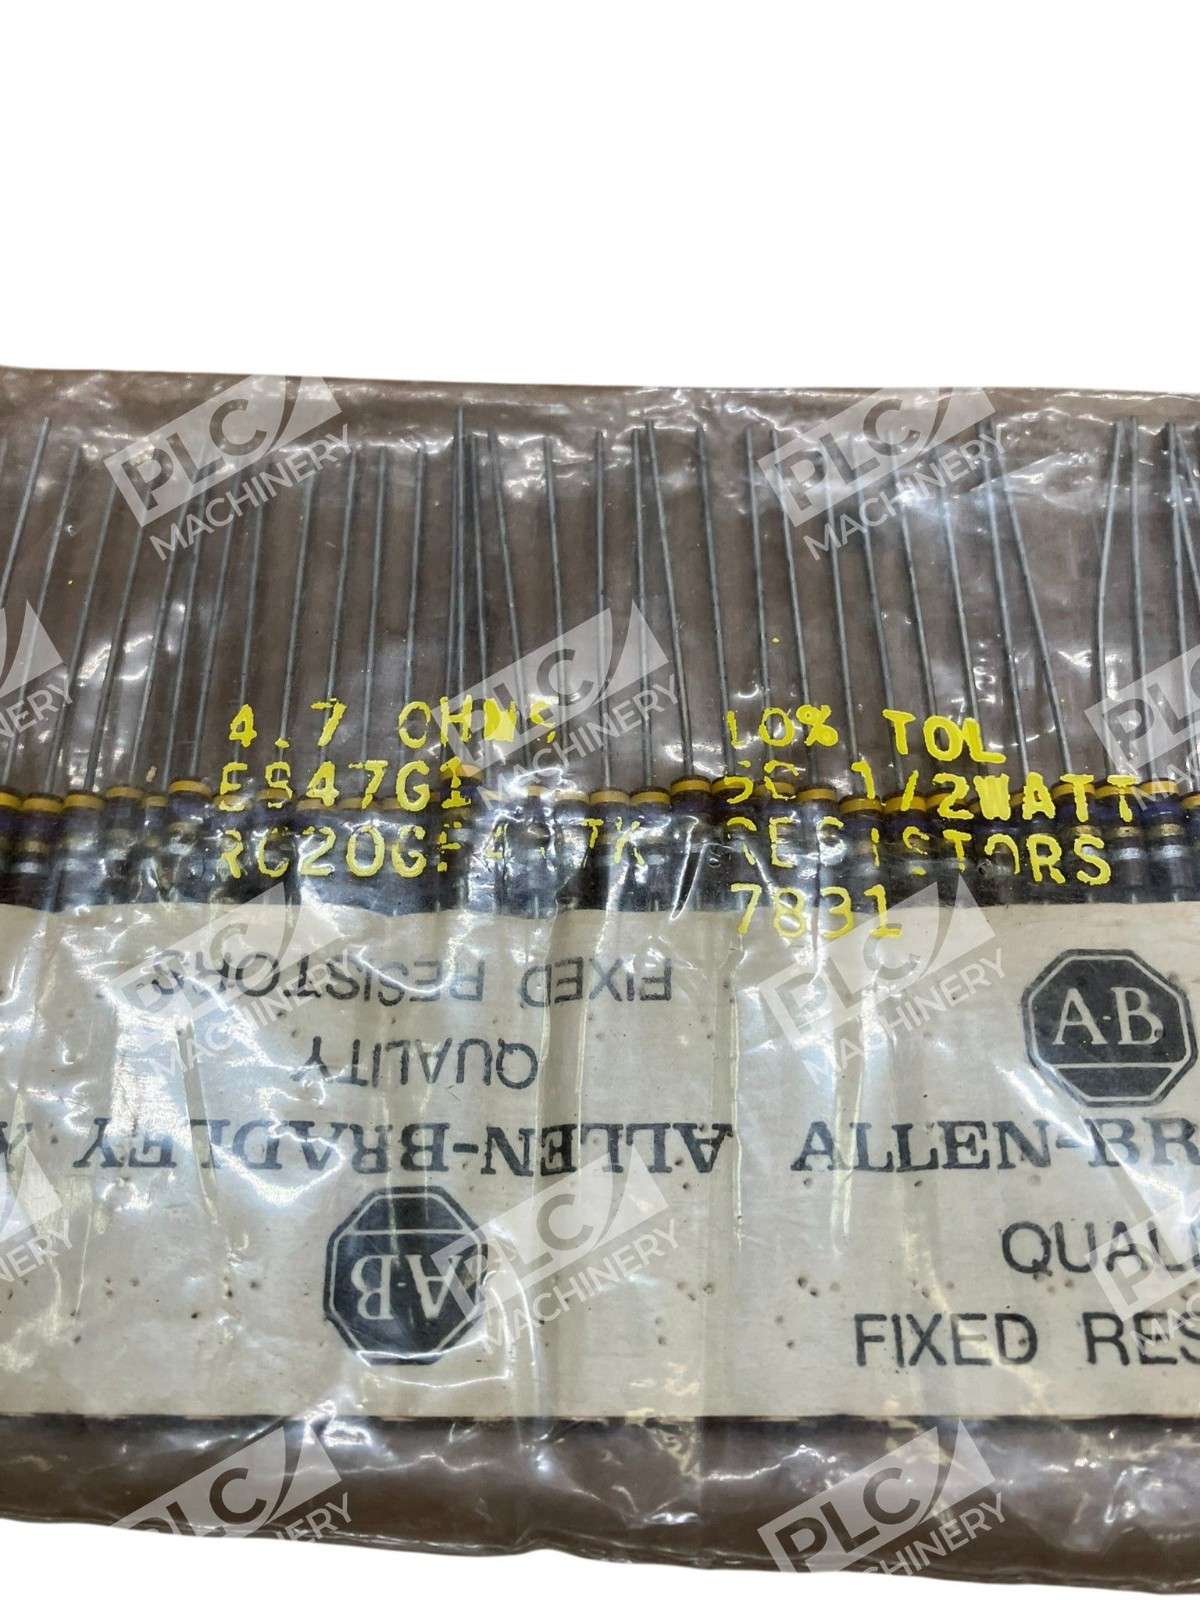 4.7 OHMS
10% TOL
1/2WATT
RESISTORS
7831
FIXED RESISTORS
QUALITY
ALLEN-BRADLEY
A-B
A-B
ALLEN-BR
QUAL
FIXED RES
PLC
MACHINERY